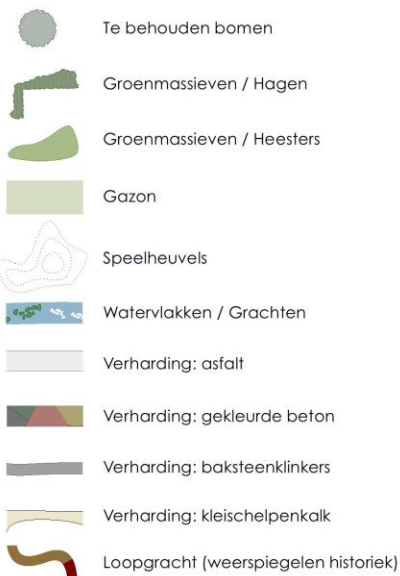 Te behouden bomen
Groenmassieven / Hagen
Groenmassieven / Heesters
Gazon
Speelheuvels
Watervlakken / Grachten
Verharding: asfalt
Verharding: gekleurde beton
Verharding: baksteenklinkers
Verharding: kleischelpenkalk
Loopgracht (weerspiegelen historiek)